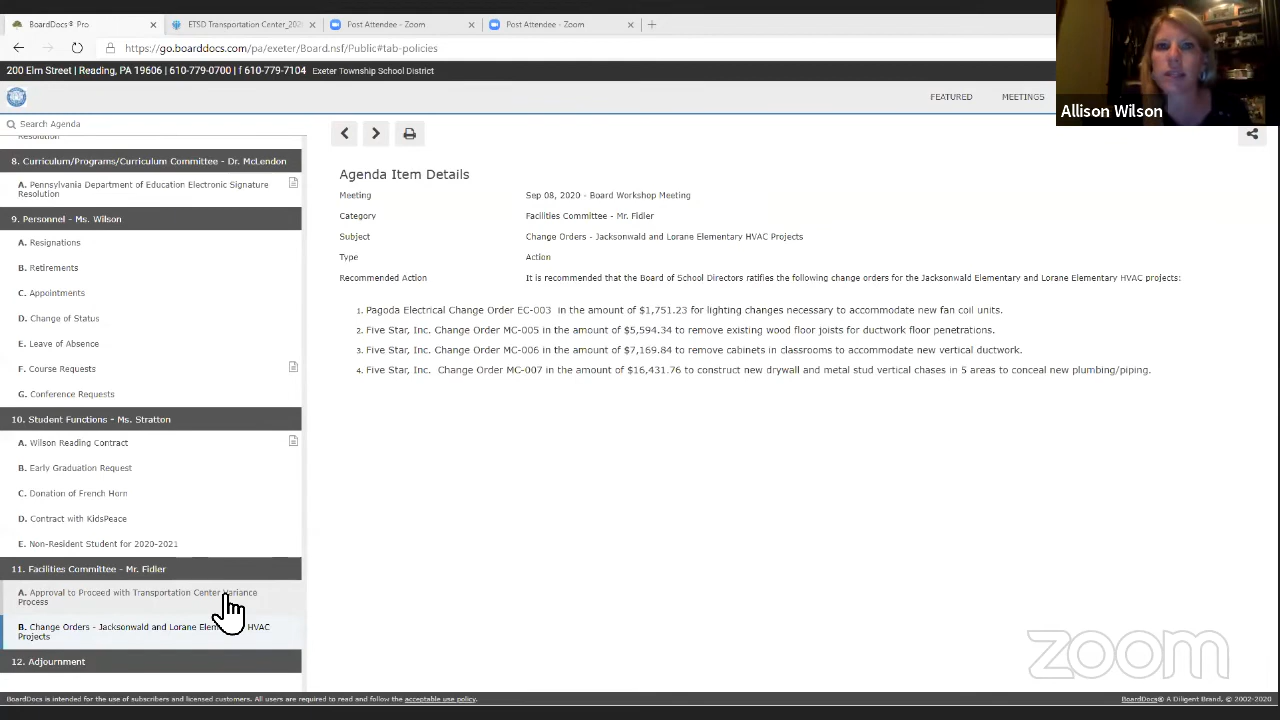 BoardDocs® Pro
ETSD Transportation Center_202
Post Attendee - Zoom
Post Attendee - Zoom
https://go.boarddocs.com/pa/exeter/Board.nsf/Public#tab-policies
200 Elm Street | Reading, PA 19606 | 610-779-0700 | f 610-779-7104 Exeter Township School District
FEATURED MEETINGS
Allison Wilson
Search Agenda
Resolution
8. Curriculum/Programs/Curriculum Committee - Dr. McLendon
A. Pennsylvania Department of Education Electronic Signature
Resolution
9. Personnel - Ms. Wilson
A. Resignations
B. Retirements
C. Appointments
D. Change of Status
E. Leave of Absence
F. Course Requests
G. Conference Requests
10. Student Functions - Ms. Stratton
A. Wilson Reading Contract
B. Early Graduation Request
C. Donation of French Horn
D. Contract with KidsPeace
E. Non-Resident Student for 2020-2021
11. Facilities Committee - Mr. Fidler
A. Approval to Proceed with Transportation Center Variance
Process
B. Change Orders - Jacksonwald and Lorane Elem HVAC
Projects
12. Adjournment
Agenda Item Details
Meeting Sep 08, 2020 - Board Workshop Meeting
Category Facilities Committee - Mr. Fidler
Subject Change Orders - Jacksonwald and Lorane Elementary HVAC Projects
Type Action
Recommended Action It is recommended that the Board of School Directors ratifies the following change orders for the Jacksonwald Elementary and Lorane Elementary HVAC projects:
1. Pagoda Electrical Change Order EC-003 in the amount of $1,751.23 for lighting changes necessary to accommodate new fan coil units.
2. Five Star, Inc. Change Order MC-005 in the amount of $5,594.34 to remove existing wood floor joists for ductwork floor penetrations.
3. Five Star, Inc. Change Order MC-006 in the amount of $7,169.84 to remove cabinets in classrooms to accommodate new vertical ductwork.
4. Five Star, Inc. Change Order MC-007 in the amount of $16,431.76 to construct new drywall and metal stud vertical chases in 5 areas to conceal new plumbing/piping.
zoom
BoardDocs is intended for the use of subscribers and licensed customers. All users are required to read and follow the acceptable use policy.
BoardDocs® A Diligent Brand, © 2002-2020